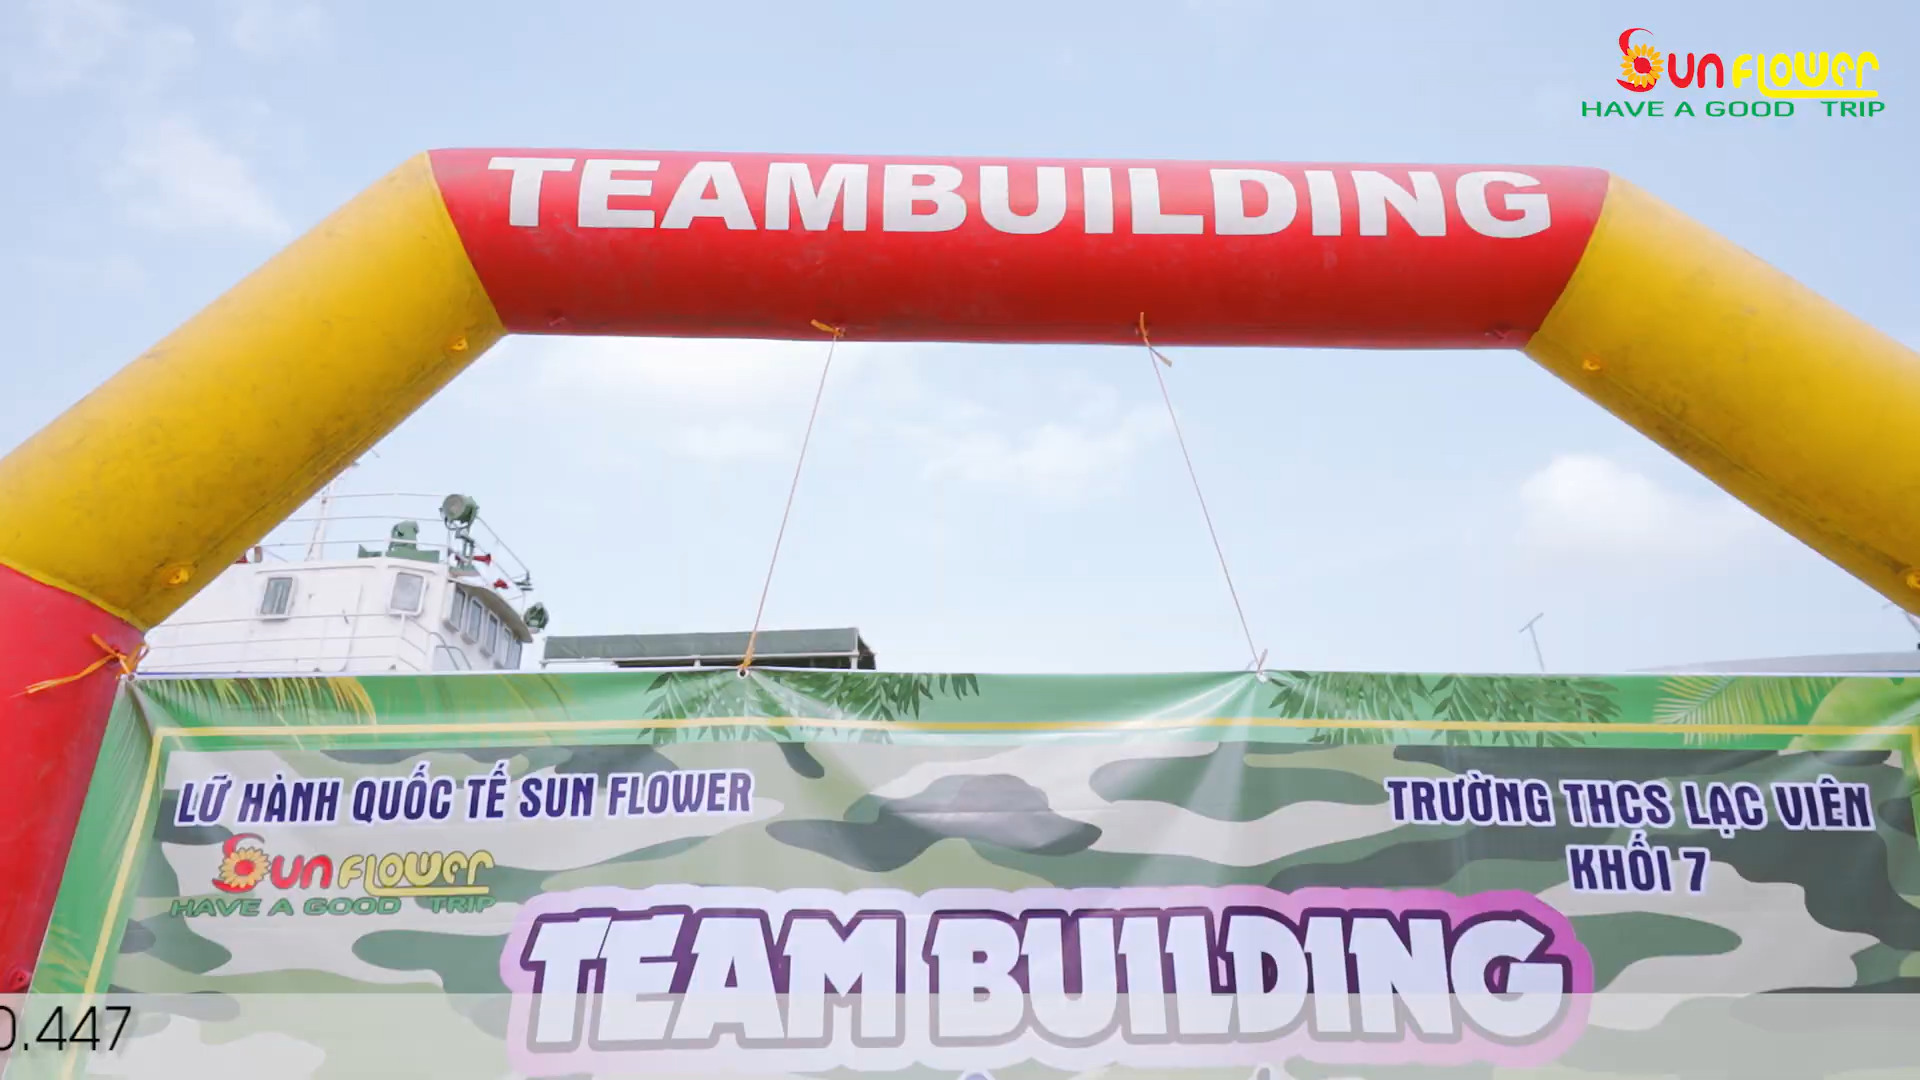 Sun Flower
HAVE A GOOD TRIP
TEAMBUILDING
LỮ HÀNH QUỐC TẾ SUN FLOWER
TRƯỜNG THCS LẠC VIÊN
KHỐI 7
Sun Flower
HAVE A GOOD TRIP
TEAM BUILDING
0.447